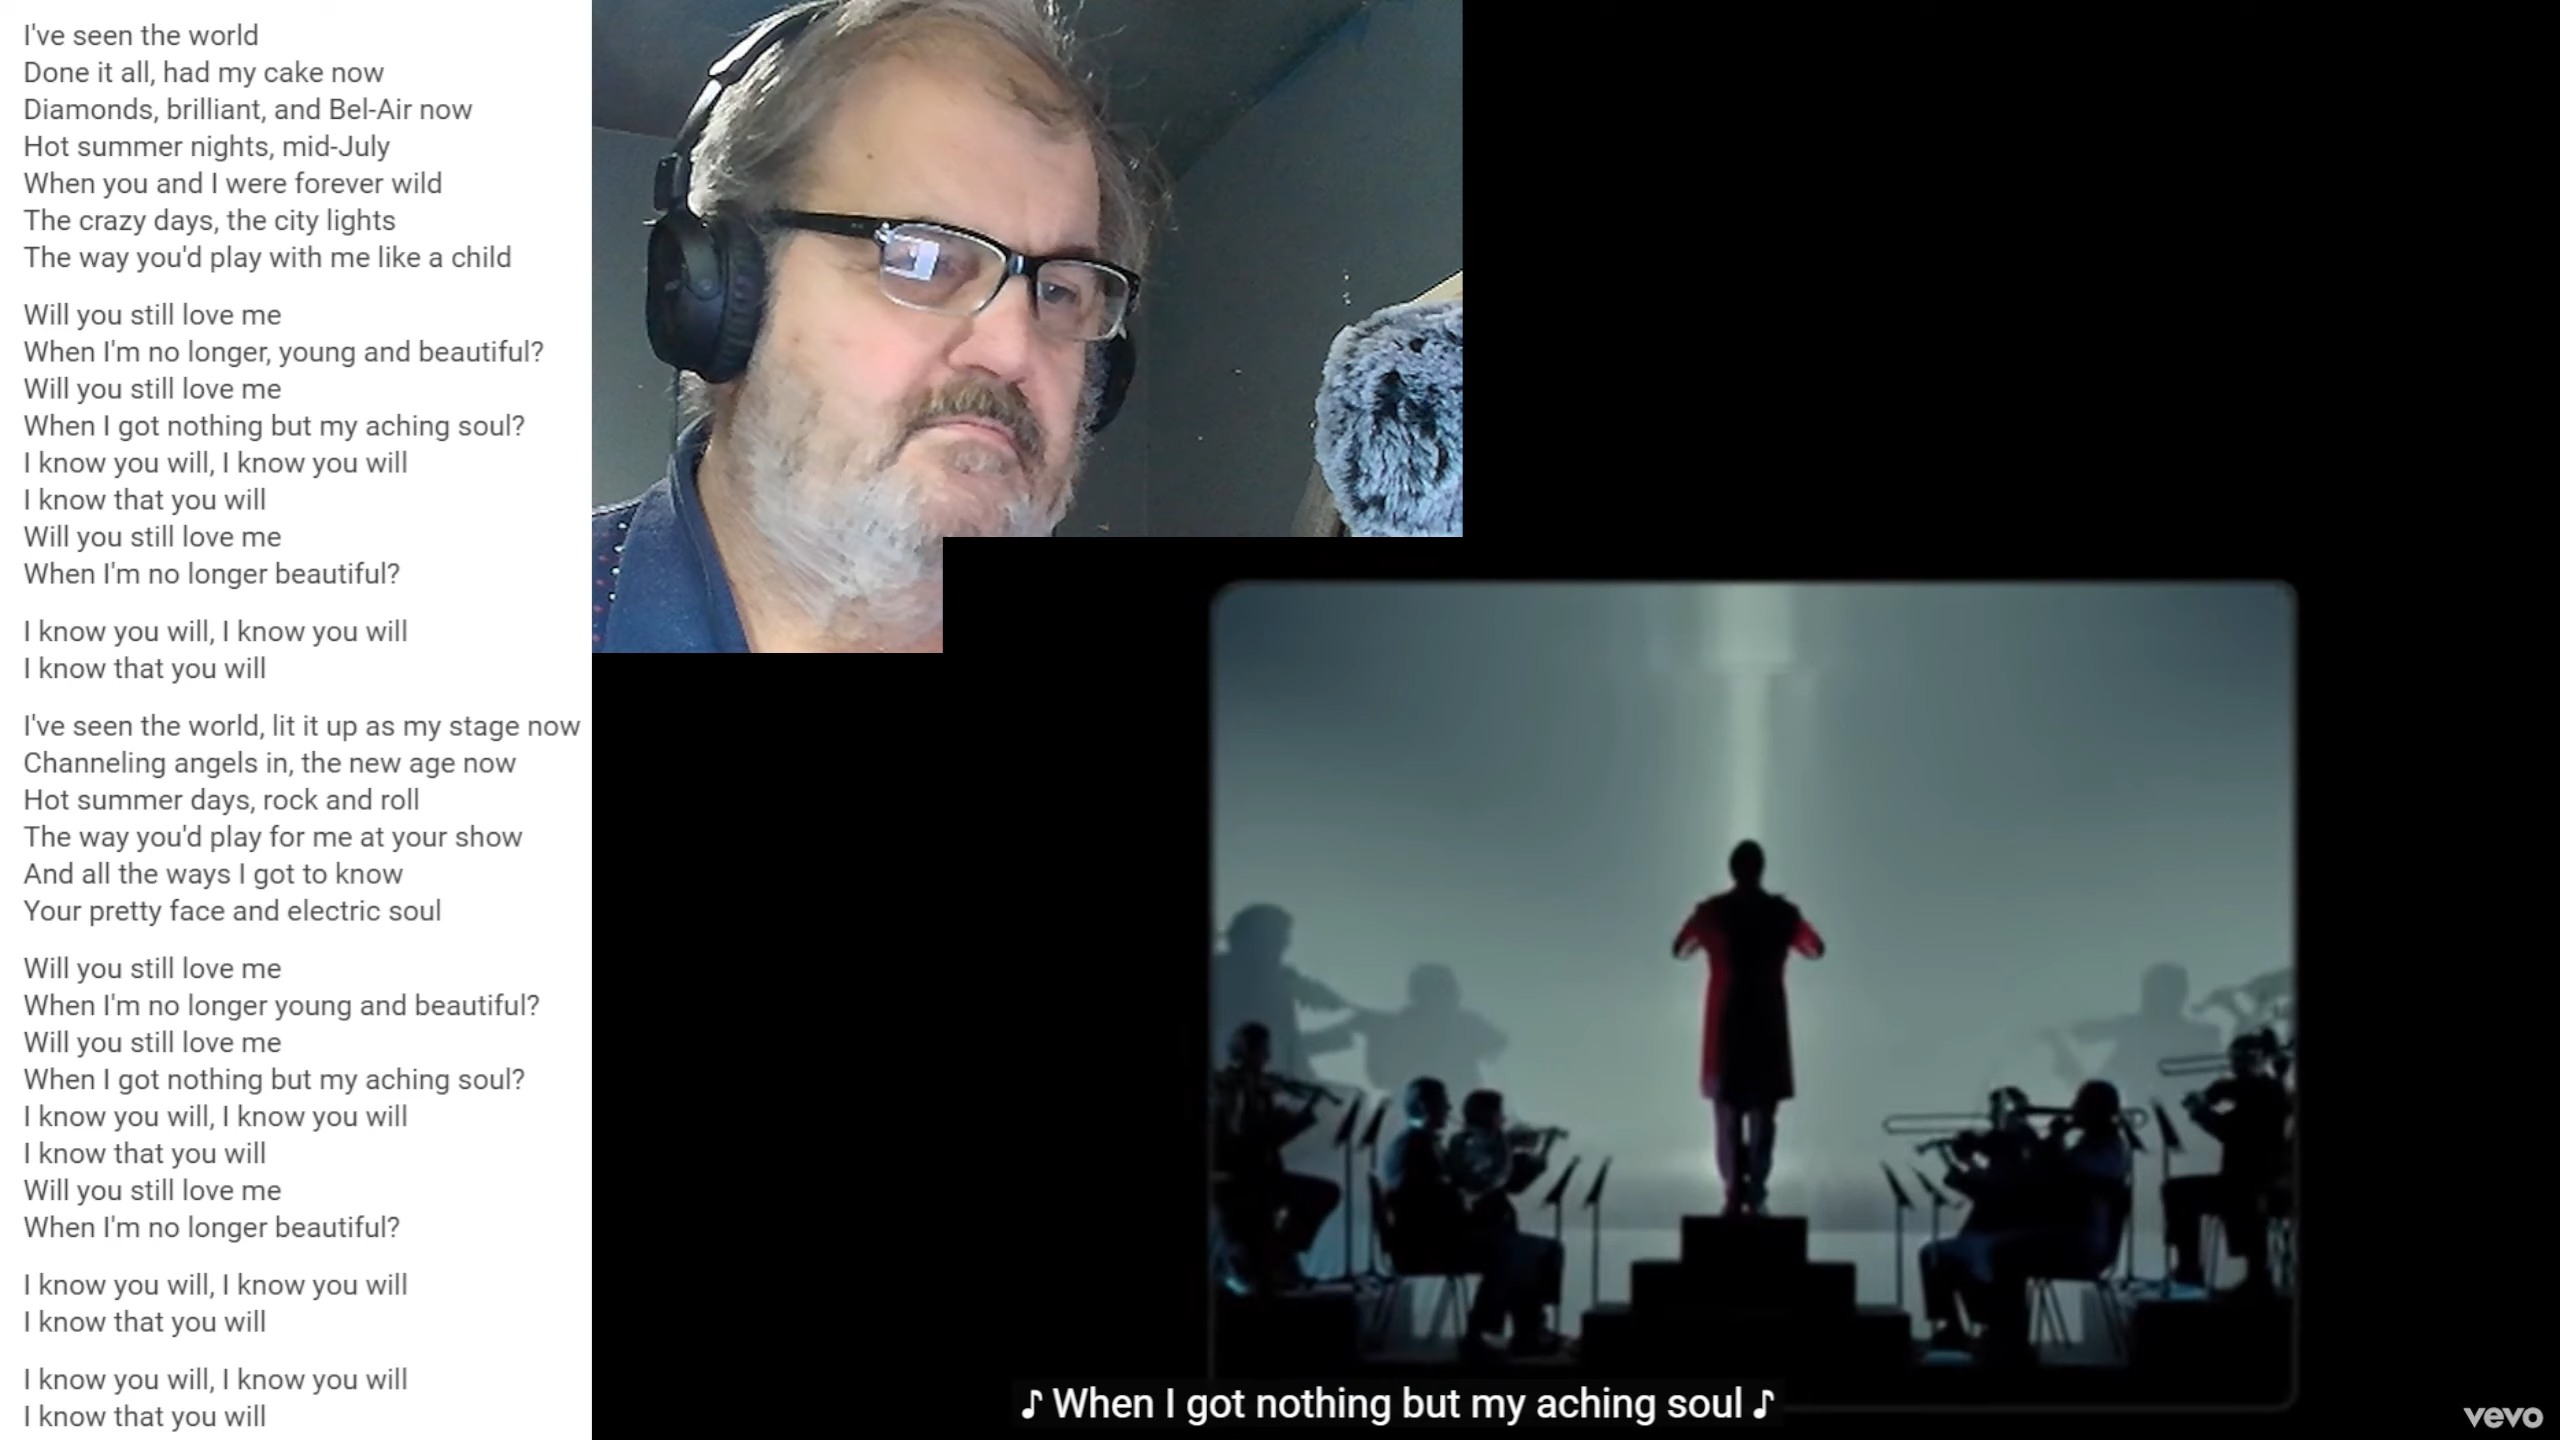 I've seen the world
Done it all, had my cake now
Diamonds, brilliant, and Bel-Air now
Hot summer nights, mid-July
When you and I were forever wild
The crazy days, the city lights
The way you'd play with me like a child
Will you still love me
When I'm no longer, young and beautiful?
Will you still love me
When I got nothing but my aching soul?
I know you will, I know you will
I know that you will
Will you still love me
When I'm no longer beautiful?
I know you will, I know you will
I know that you will
I've seen the world, lit it up as my stage now
Channeling angels in, the new age now
Hot summer days, rock and roll
The way you'd play for me at your show
And all the ways I got to know
Your pretty face and electric soul
Will you still love me
When I'm no longer young and beautiful?
Will you still love me
When I got nothing but my aching soul?
I know you will, I know you will
I know that you will
Will you still love me
When I'm no longer beautiful?
I know you will, I know you will
I know that you will
I know you will, I know you will
I know that you will
♪ When I got nothing but my aching soul ♪
vevo